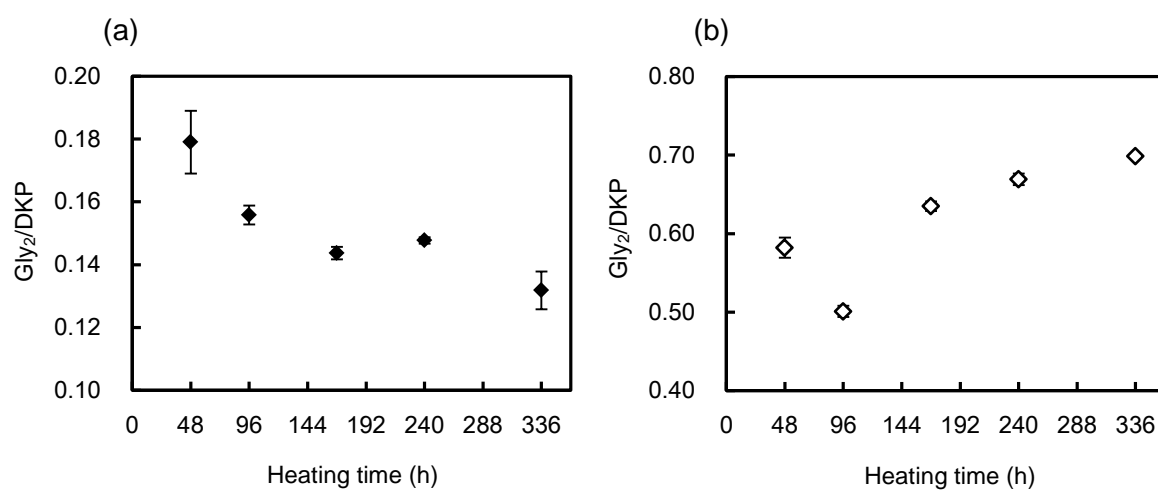 (a)
0.20
0.18
0.16
0.14
0.12
0.10
Gly₂/DKP
0 48 96 144 192 240 288 336
Heating time (h)
(b)
0.80
0.70
0.60
0.50
0.40
Gly₂/DKP
0 48 96 144 192 240 288 336
Heating time (h)